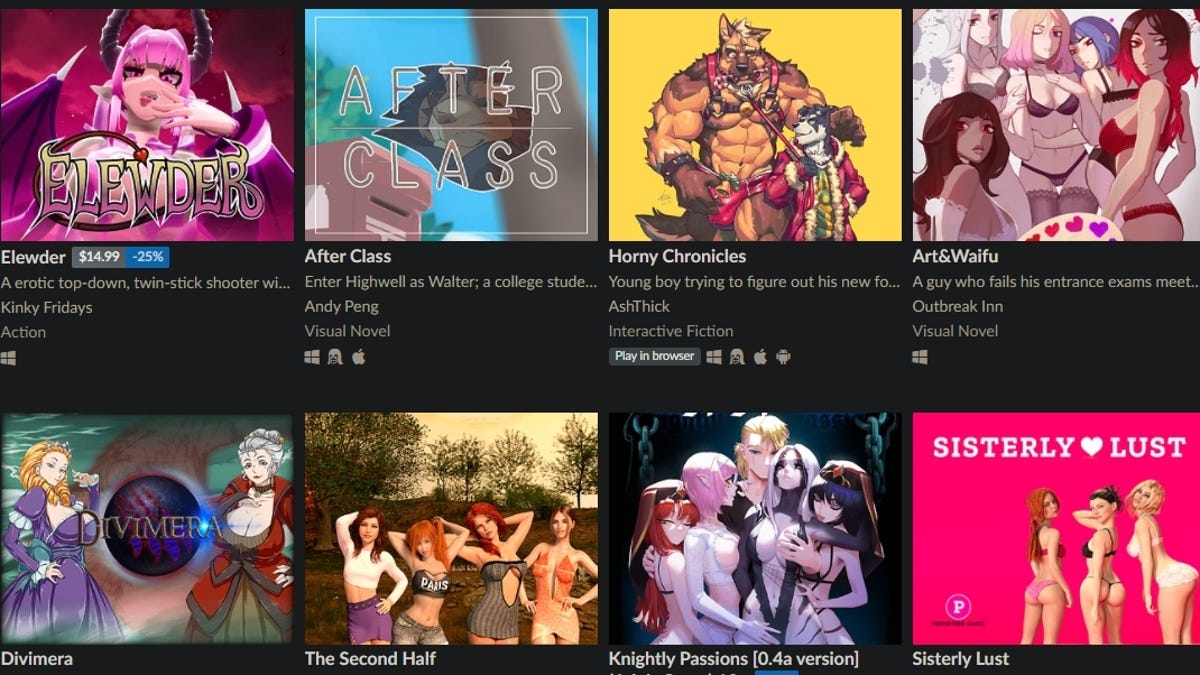 ELEWDER
AFTER
CLASS
Elewder $14.99 -25%
A erotic top-down, twin-stick shooter wi...
Kinky Fridays
Action
After Class
Enter Highwell as Walter; a college stude...
Andy Peng
Visual Novel
Horny Chronicles
Young boy trying to figure out his new fo...
AshThick
Interactive Fiction
Play in browser
Art&Waifu
A guy who fails his entrance exams meet...
Outbreak Inn
Visual Novel
DIVIMERA
PARIS
SISTERLY LUST
P
Divimera
The Second Half
Knightly Passions [0.4a version]
Sisterly Lust